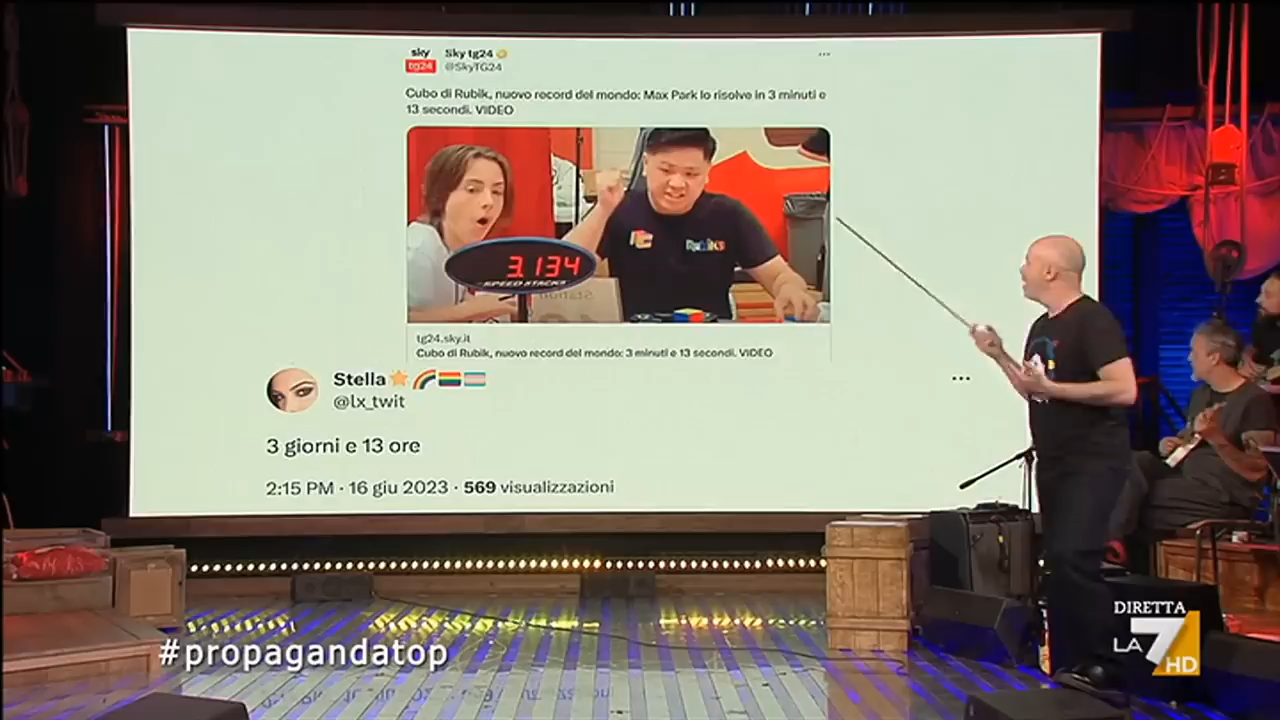 sky
tg24
Sky tg24
@SkyTG24
...
Cubo di Rubik, nuovo record del mondo: Max Park lo risolve in 3 minuti e
13 secondi. VIDEO
Rubik's
3.134
SPEED STACKS
tg24.sky.it
Cubo di Rubik, nuovo record del mondo: 3 minuti e 13 secondi. VIDEO
Stella
@lx_twit
...
3 giorni e 13 ore
2:15 PM · 16 giu 2023 · 569 visualizzazioni
#propagandatop
DIRETTA
LA7
HD